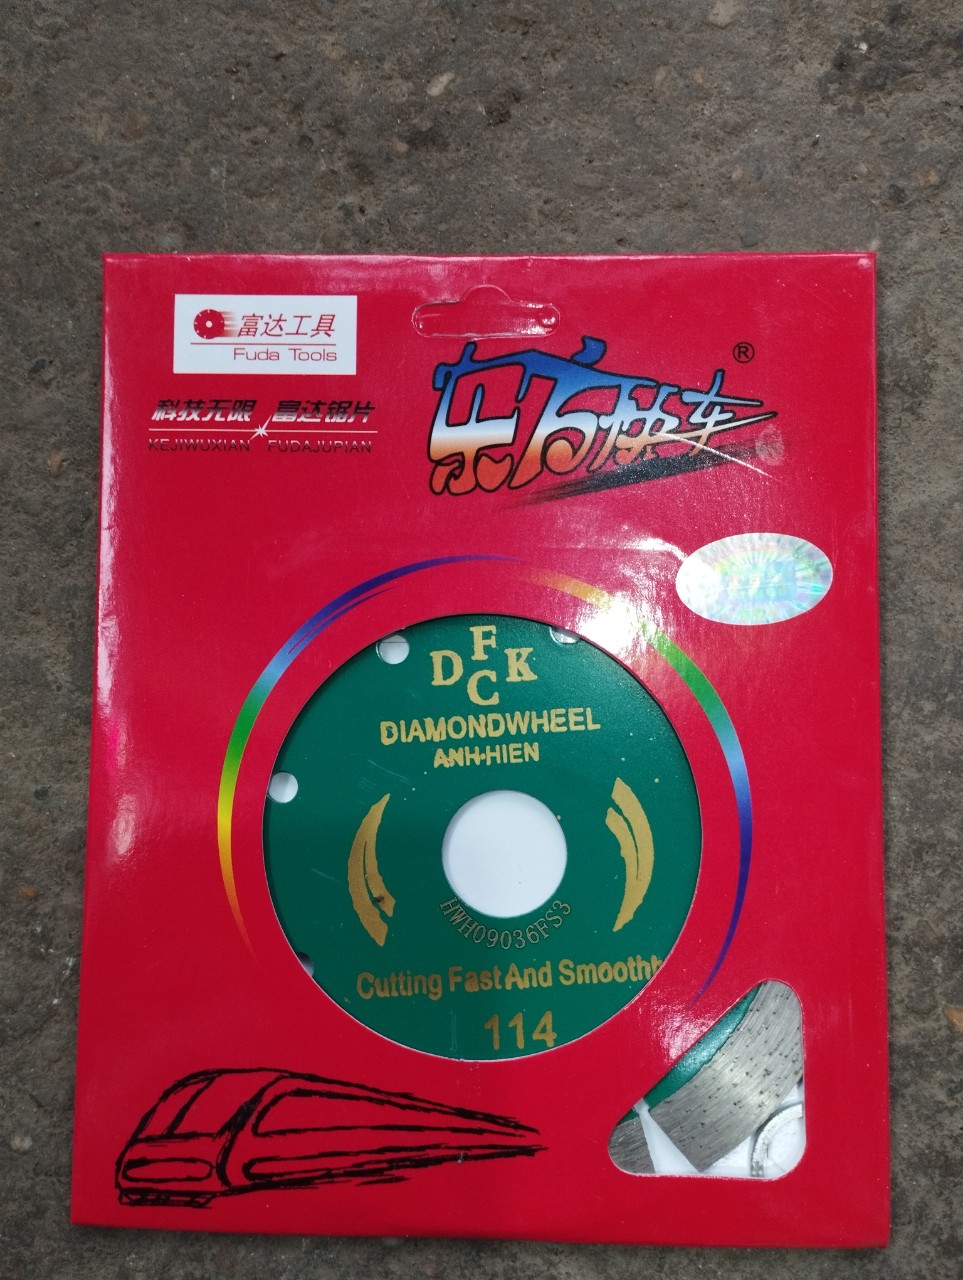 富达工具
Fuda Tools
科技无限 富达锯片
KEJIWUXIAN FUDAJUPIAN
东方快车
®
F
D K
C
DIAMONDWHEEL
ANH-HIEN
HWH09036FS3
Cutting Fast And Smooth
114